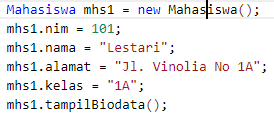 Mahasiswa mhs1 = new Mahasiswa();
mhs1.nim = 101;
mhs1.nama = "Lestari";
mhs1.alamat = "Jl. Vinolia No 1A";
mhs1.kelas = "1A";
mhs1.tampilBiodata();